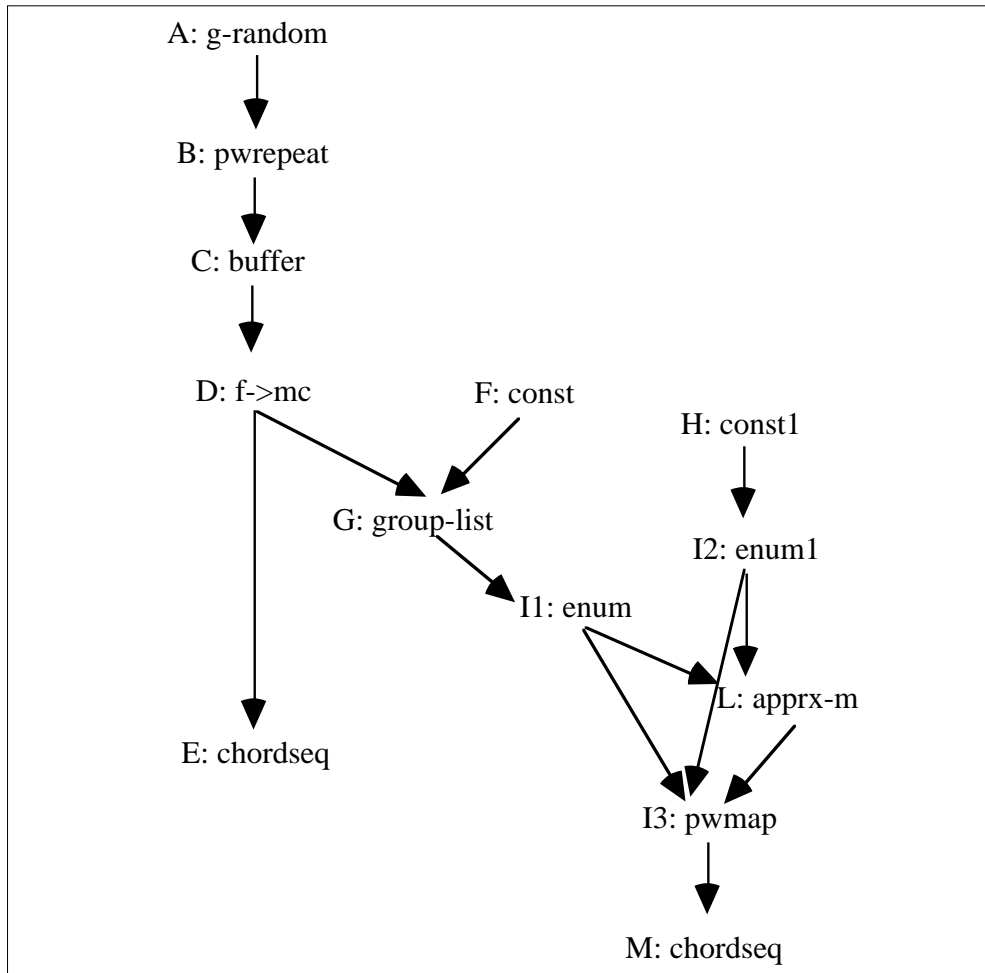 A: g-random
B: pwrepeat
C: buffer
D: f->mc
F: const
H: const1
G: group-list
I2: enum1
I1: enum
L: apprx-m
E: chordseq
I3: pwmap
M: chordseq